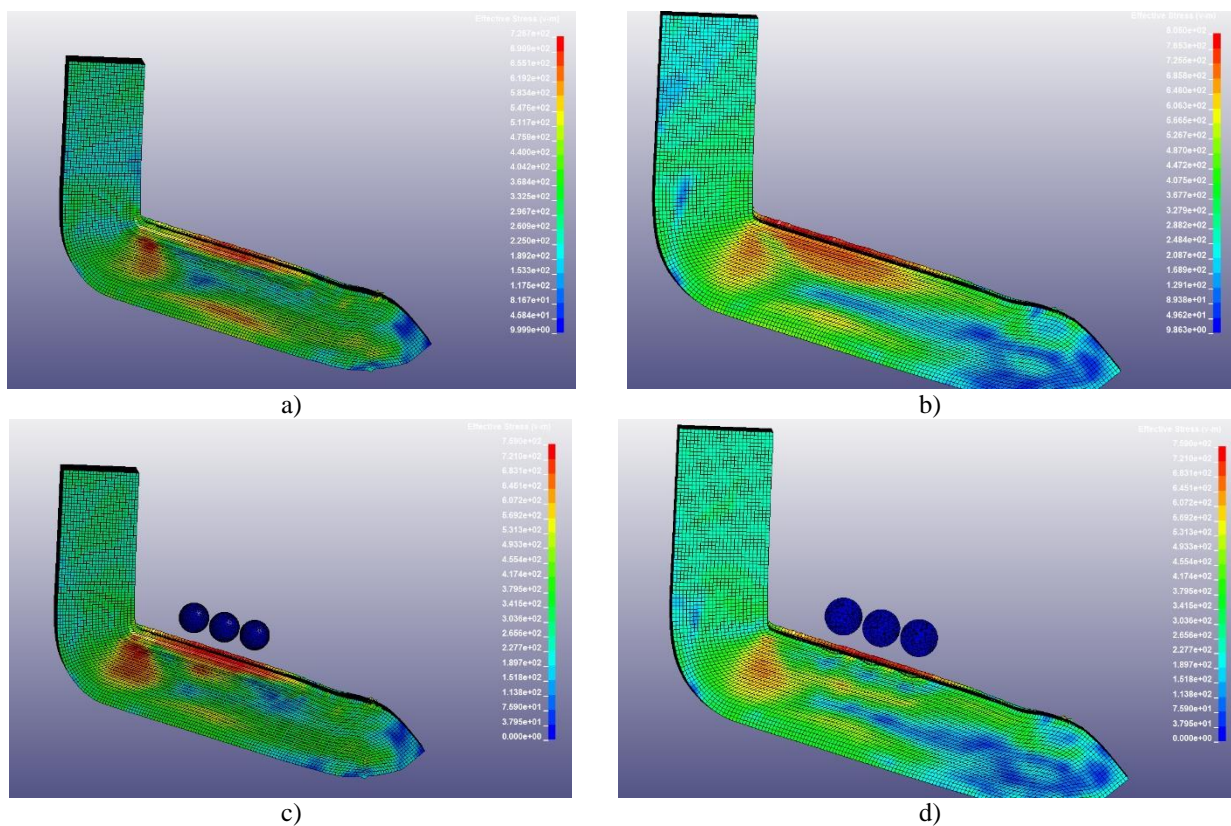 Effective Stress (v-m)
7.267e+02
6.909e+02
6.551e+02
6.192e+02
5.834e+02
5.476e+02
5.117e+02
4.759e+02
4.400e+02
4.042e+02
3.684e+02
3.325e+02
2.967e+02
2.609e+02
2.250e+02
1.892e+02
1.533e+02
1.175e+02
8.167e+01
4.584e+01
9.999e+00
a)
Effective Stress (v-m)
7.653e+02
7.255e+02
6.858e+02
6.460e+02
6.063e+02
5.665e+02
5.267e+02
4.870e+02
4.472e+02
4.075e+02
3.677e+02
3.279e+02
2.882e+02
2.484e+02
2.087e+02
1.689e+02
1.291e+02
8.938e+01
4.962e+01
9.863e+01
b)
Effective Stress (v-m)
7.590e+02
7.210e+02
6.831e+02
6.451e+02
6.072e+02
5.692e+02
5.313e+02
4.933e+02
4.554e+02
4.174e+02
3.795e+02
3.415e+02
3.036e+02
2.656e+02
2.277e+02
1.897e+02
1.518e+02
1.138e+02
7.590e+01
3.795e+01
0.000e+00
c)
Effective Stress (v-m)
7.590e+02
7.210e+02
6.831e+02
6.451e+02
6.072e+02
5.692e+02
5.313e+02
4.933e+02
4.554e+02
4.174e+02
3.795e+02
3.415e+02
3.036e+02
2.656e+02
2.277e+02
1.897e+02
1.518e+02
1.138e+02
7.590e+01
3.795e+01
0.000e+00
d)